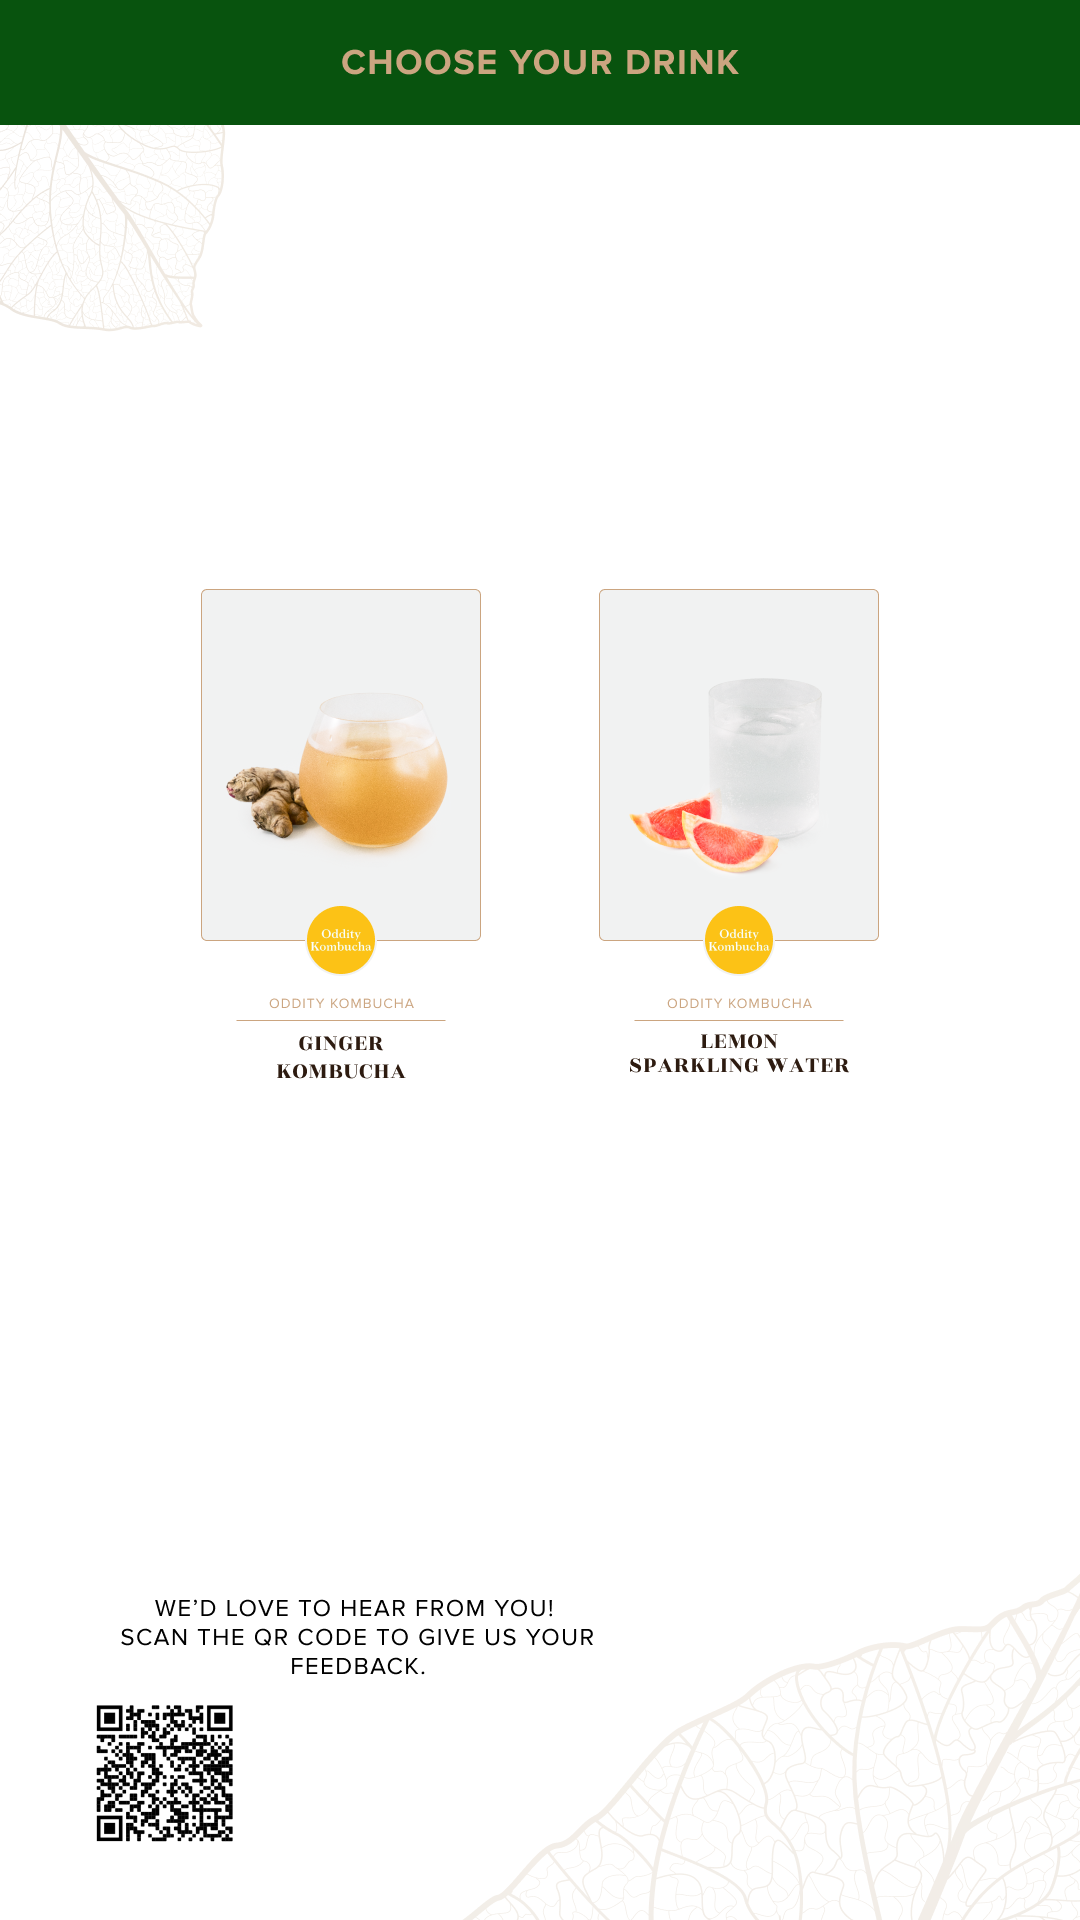 CHOOSE YOUR DRINK
Oddity
Kombucha
ODDITY KOMBUCHA
GINGER
KOMBUCHA
Oddity
Kombucha
ODDITY KOMBUCHA
LEMON
SPARKLING WATER
WE’D LOVE TO HEAR FROM YOU!
SCAN THE QR CODE TO GIVE US YOUR
FEEDBACK.